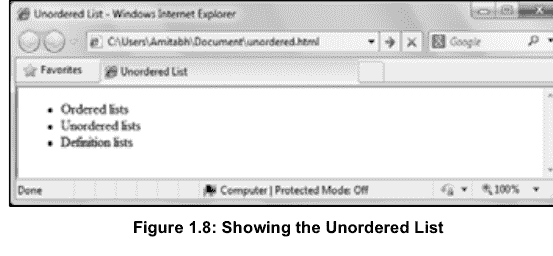 Unordered List - Windows Internet Explorer
C:\Users\Amitabh\Document\unordered.html
Google
Favorites
Unordered List
• Ordered lists
• Unordered lists
• Definition lists
Done
Computer | Protected Mode: Off
100%
Figure 1.8: Showing the Unordered List